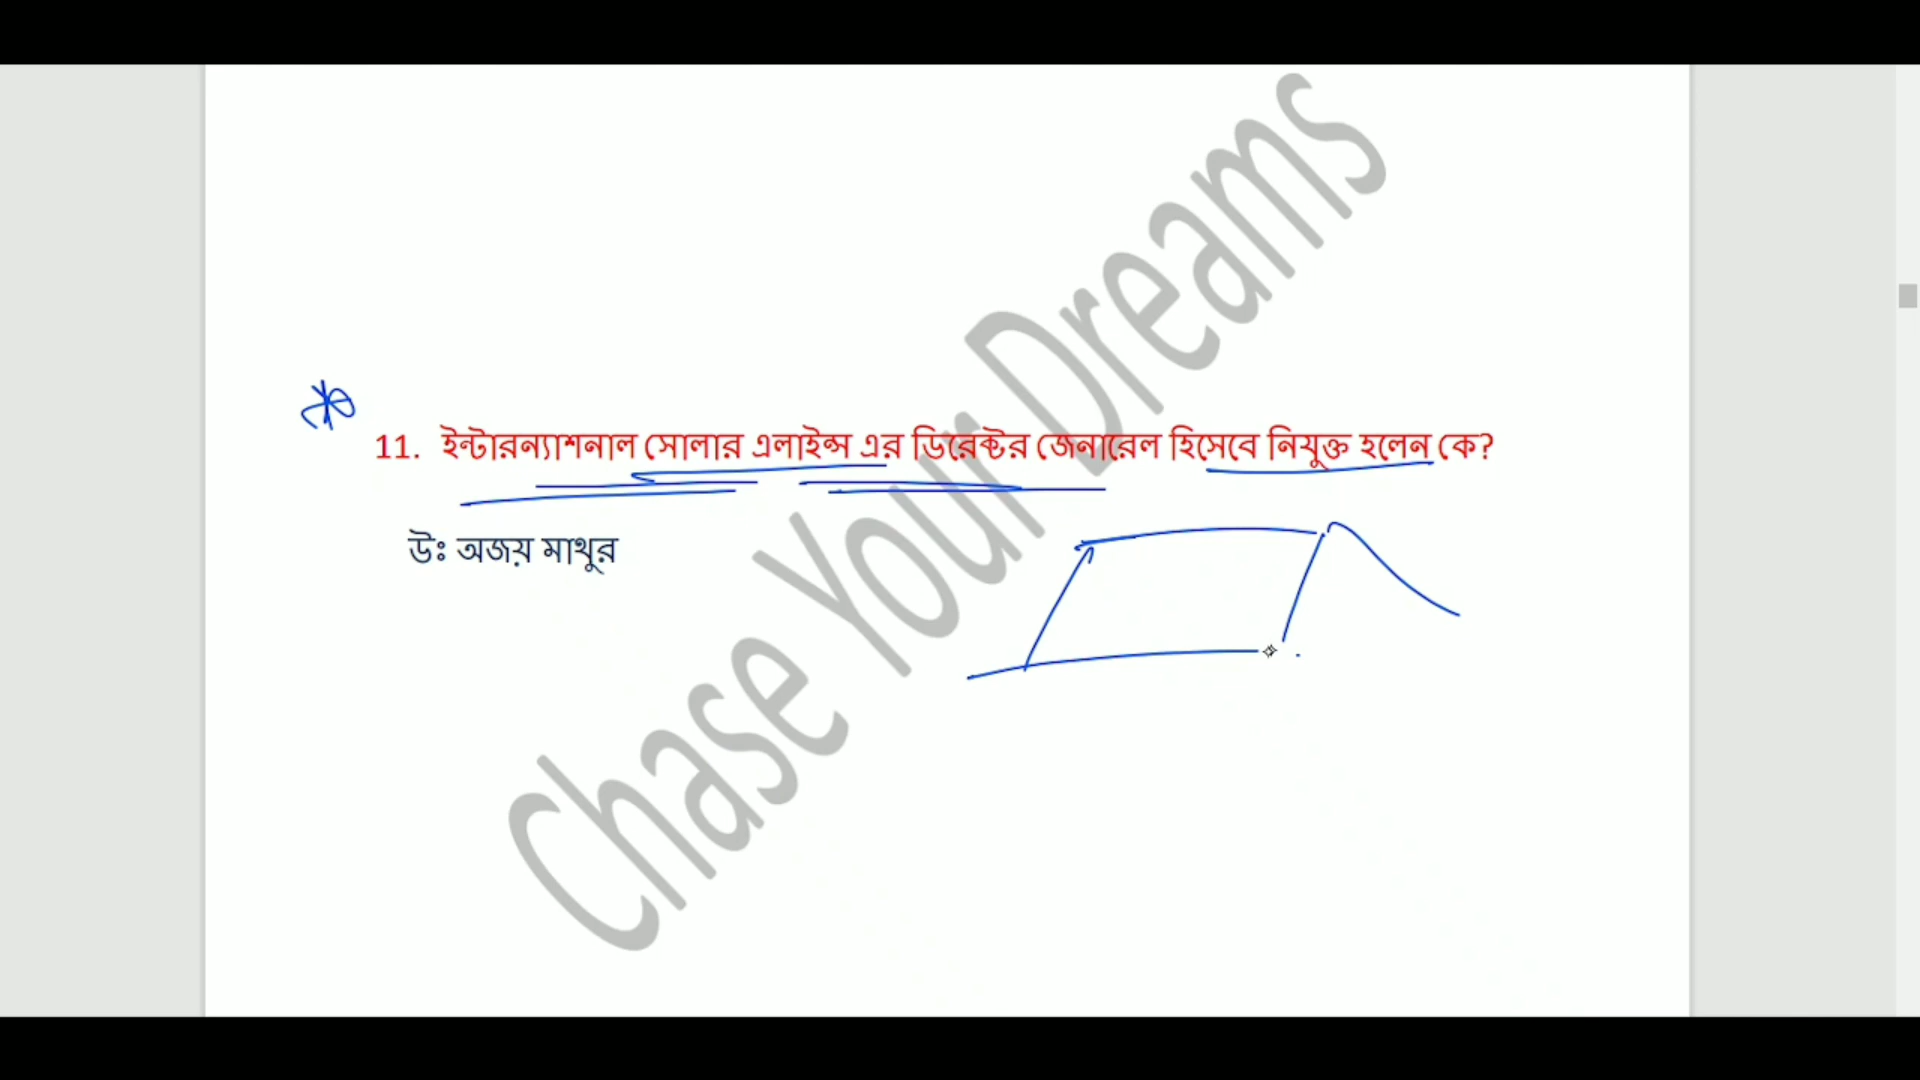 11. ইন্টারন্যাশনাল সোলার এলাইন্স এর ডিরেক্টর জেনারেল হিসেবে নিযুক্ত হলেন কে?
উঃ অজয় মাথুর
Chase Your Dreams